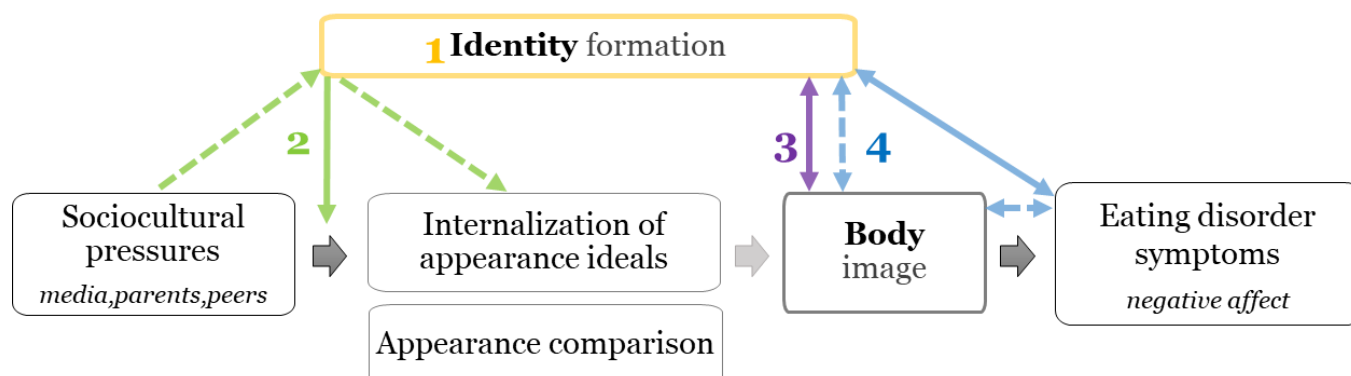 1 Identity formation
2
3
4
Sociocultural
pressures
media,parents,peers
Internalization of
appearance ideals
Appearance comparison
Body
image
Eating disorder
symptoms
negative affect